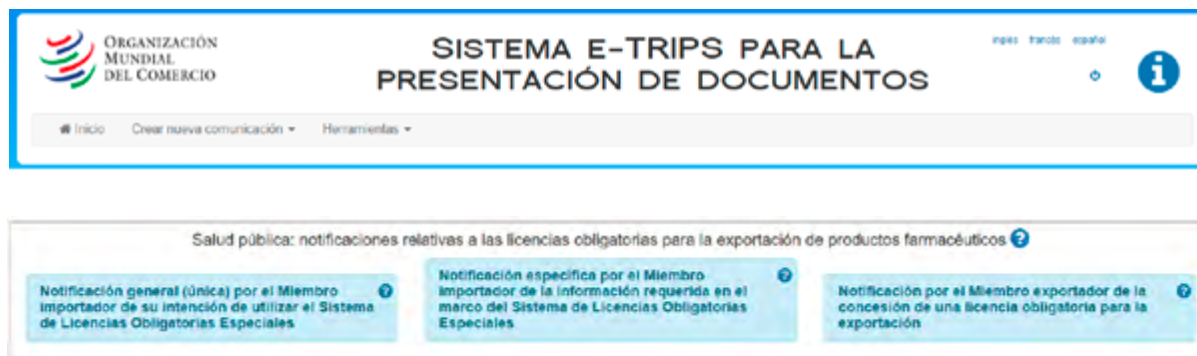 ORGANIZACIÓN
MUNDIAL
DEL COMERCIO
SISTEMA E-TRIPS PARA LA
PRESENTACIÓN DE DOCUMENTOS
inglés francés español
Inicio Crear nueva comunicación Herramientas
Salud pública: notificaciones relativas a las licencias obligatorias para la exportación de productos farmacéuticos
Notificación general (única) por el Miembro
importador de su intención de utilizar el Sistema
de Licencias Obligatorias Especiales
Notificación específica por el Miembro
importador de la información requerida en el
marco del Sistema de Licencias Obligatorias
Especiales
Notificación por el Miembro exportador de la
concesión de una licencia obligatoria para la
exportación